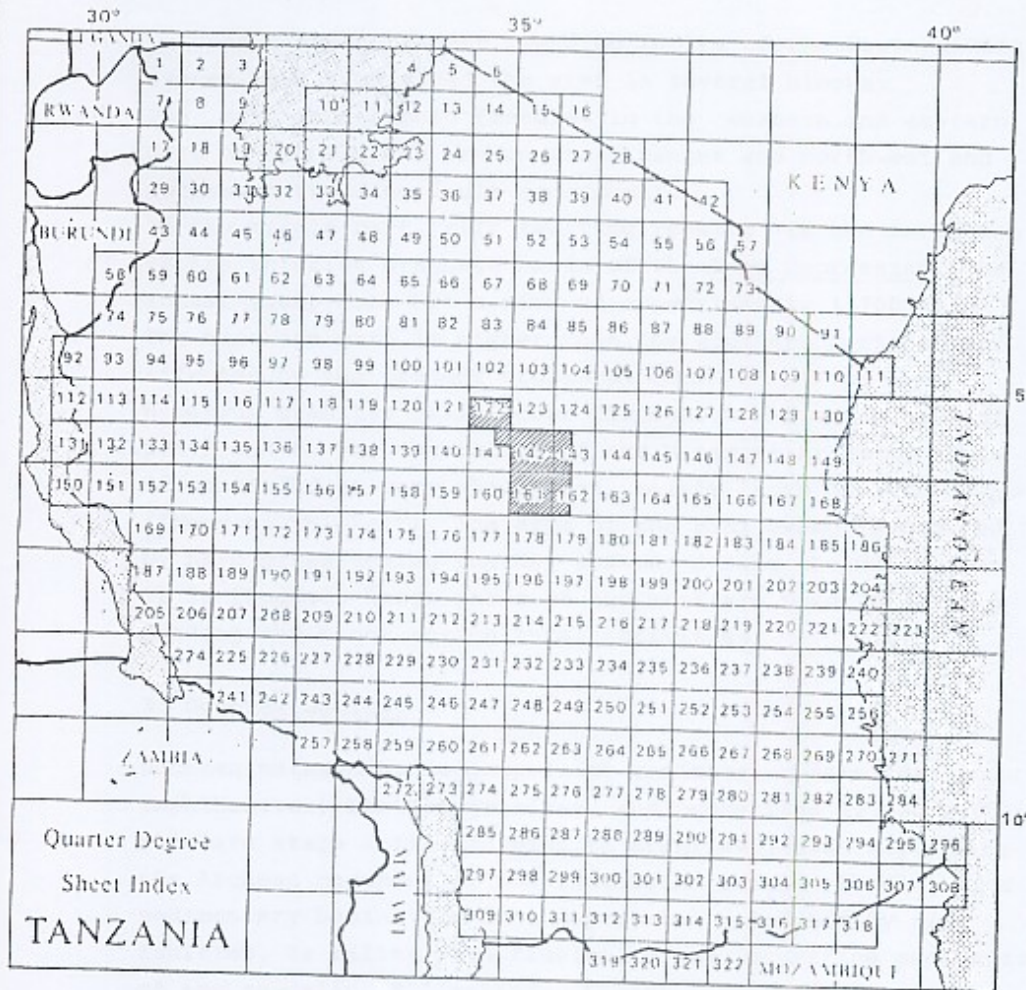 30° 35° 40°
UGANDA
1 2 3 4 5 6
7 8 9 10 11 12 13 14 15 16
RWANDA
17 18 19 20 21 22 23 24 25 26 27 28
KENYA
29 30 31 32 33 34 35 36 37 38 39 40 41 42
BURUNDI
43 44 45 46 47 48 49 50 51 52 53 54 55 56 57
58 59 60 61 62 63 64 65 66 67 68 69 70 71 72 73
74 75 76 77 78 79 80 81 82 83 84 85 86 87 88 89 90 91
92 93 94 95 96 97 98 99 100 101 102 103 104 105 106 107 108 109 110 111
5
112 113 114 115 116 117 118 119 120 121 122 123 124 125 126 127 128 129 130
131 132 133 134 135 136 137 138 139 140 141 142 143 144 145 146 147 148 149
150 151 152 153 154 155 156 157 158 159 160 161 162 163 164 165 166 167 168
INDIAN OCEAN
169 170 171 172 173 174 175 176 177 178 179 180 181 182 183 184 185 186
187 188 189 190 191 192 193 194 195 196 197 198 199 200 201 202 203 204
205 206 207 208 209 210 211 212 213 214 215 216 217 218 219 220 221 222 223
224 225 226 227 228 229 230 231 232 233 234 235 236 237 238 239 240
241 242 243 244 245 246 247 248 249 250 251 252 253 254 255 256
ZAMBIA
257 258 259 260 261 262 263 264 265 266 267 268 269 270 271
272 273 274 275 276 277 278 279 280 281 282 283 284
10°
285 286 287 288 289 290 291 292 293 294 295 296
297 298 299 300 301 302 303 304 305 306 307 308
309 310 311 312 313 314 315 316 317 318
319 320 321 322
MALAWI
MOZAMBIQUE
Quarter Degree
Sheet Index
TANZANIA